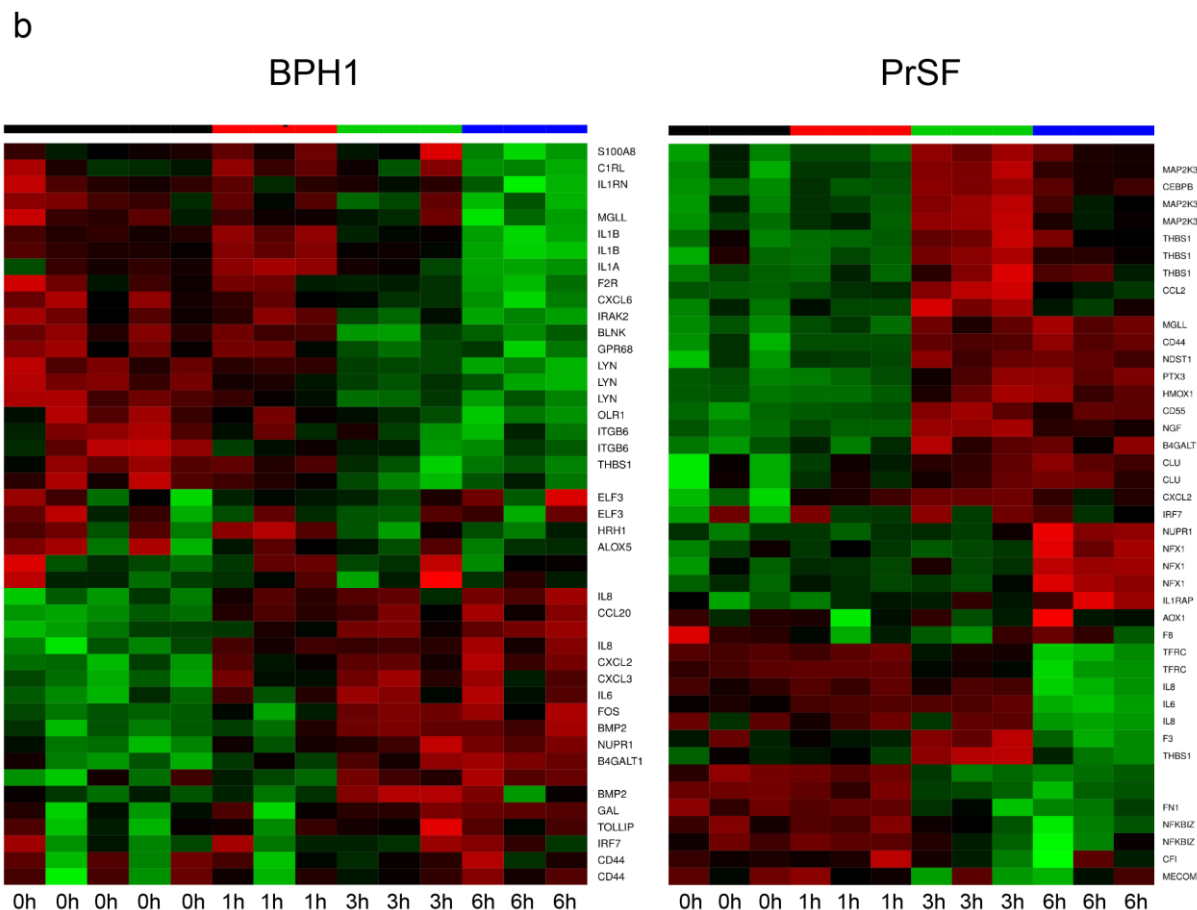 b
BPH1
PrSF
S100A8
C1RL
IL1RN
MGLL
IL1B
IL1B
IL1A
F2R
CXCL6
IRAK2
BLNK
GPR68
LYN
LYN
LYN
OLR1
ITGB6
ITGB6
THBS1
ELF3
ELF3
HRH1
ALOX5
IL8
CCL20
IL8
CXCL2
CXCL3
IL6
FOS
BMP2
NUPR1
B4GALT1
BMP2
GAL
TOLLIP
IRF7
CD44
CD44
0h 0h 0h 0h 0h 1h 1h 1h 3h 3h 3h 6h 6h 6h
MAP2K3
CEBPB
MAP2K3
MAP2K3
THBS1
THBS1
THBS1
CCL2
MGLL
CD44
NDST1
PTX3
HMOX1
CD55
NGF
B4GALT
CLU
CLU
CXCL2
IRF7
NUPR1
NFX1
NFX1
NFX1
IL1RAP
AOX1
F8
TFRC
TFRC
IL8
IL6
IL8
F3
THBS1
FN1
NFKBIZ
NFKBIZ
CFI
MECOM
0h 0h 0h 1h 1h 1h 3h 3h 3h 6h 6h 6h